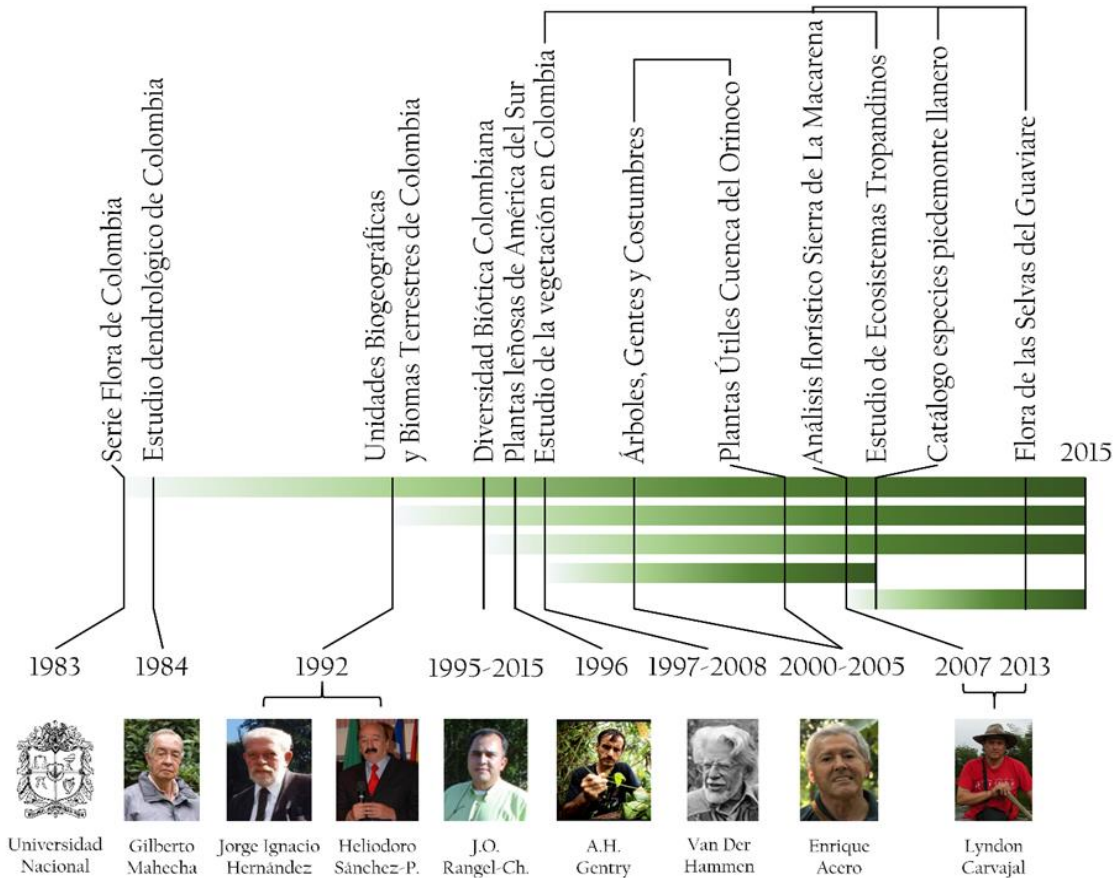 Serie Flora de Colombia
Estudio dendrológico de Colombia
Unidades Biogeográficas
y Biomas Terrestres de Colombia
Diversidad Biótica Colombiana
Plantas leñosas de América del Sur
Estudio de la vegetación en Colombia
Árboles, Gentes y Costumbres
Plantas Útiles Cuenca del Orinoco
Análisis florístico Sierra de La Macarena
Estudio de Ecosistemas Tropandinos
Catálogo especies piedemonte llanero
Flora de las Selvas del Guaviare
2015
1983
1984
1992
1995-2015
1996
1997-2008
2000-2005
2007 2013
Universidad
Nacional
Gilberto
Mahecha
Jorge Ignacio
Hernández
Heliodoro
Sánchez-P.
J.O.
Rangel-Ch.
A.H.
Gentry
Van Der
Hammen
Enrique
Acero
Lyndon
Carvajal